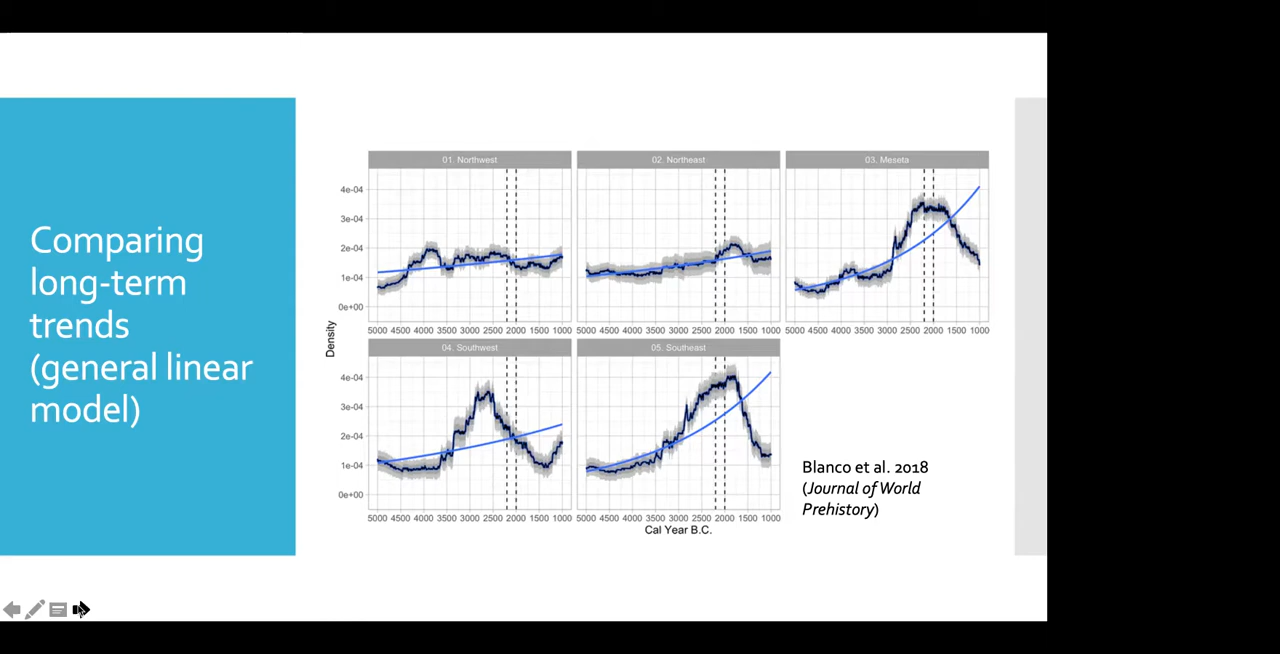 Comparing
long-term
trends
(general linear
model)
01. Northwest
02. Northeast
03. Meseta
4e-04
3e-04
2e-04
1e-04
0e+00
5000 4500 4000 3500 3000 2500 2000 1500 1000
5000 4500 4000 3500 3000 2500 2000 1500 1000
5000 4500 4000 3500 3000 2500 2000 1500 1000
Density
04. Southwest
05. Southeast
4e-04
3e-04
2e-04
1e-04
0e+00
5000 4500 4000 3500 3000 2500 2000 1500 1000
5000 4500 4000 3500 3000 2500 2000 1500 1000
Cal Year B.C.
Blanco et al. 2018
(Journal of World
Prehistory)